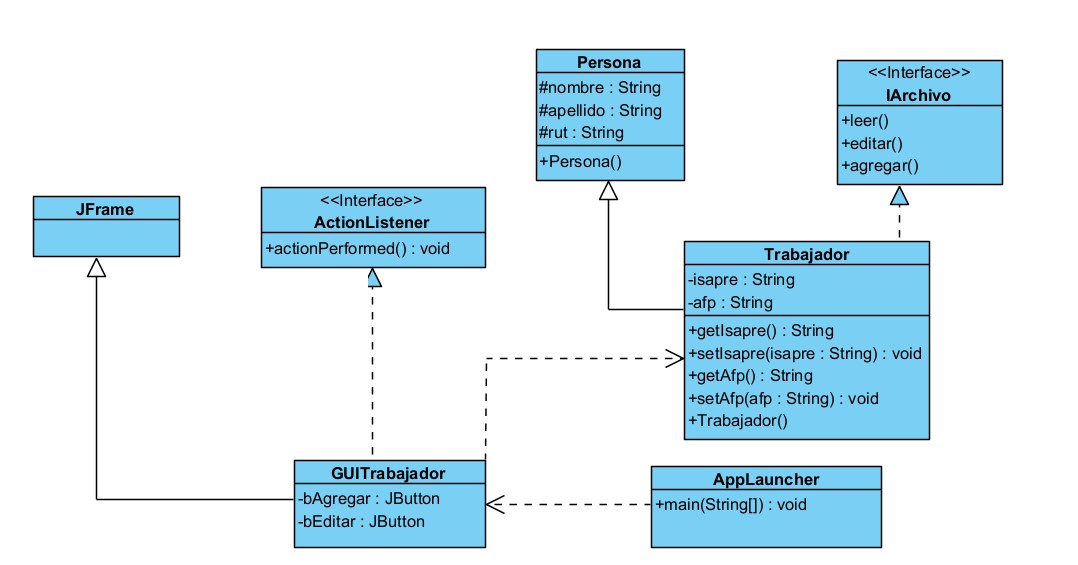 Persona
#nombre : String
#apellido : String
#rut : String
+Persona()
<<Interface>>
IArchivo
+leer()
+editar()
+agregar()
JFrame
<<Interface>>
ActionListener
+actionPerformed() : void
Trabajador
-isapre : String
-afp : String
+getIsapre() : String
+setIsapre(isapre : String) : void
+getAfp() : String
+setAfp(afp : String) : void
+Trabajador()
GUITrabajador
-bAgregar : JButton
-bEditar : JButton
AppLauncher
+main(String[]) : void